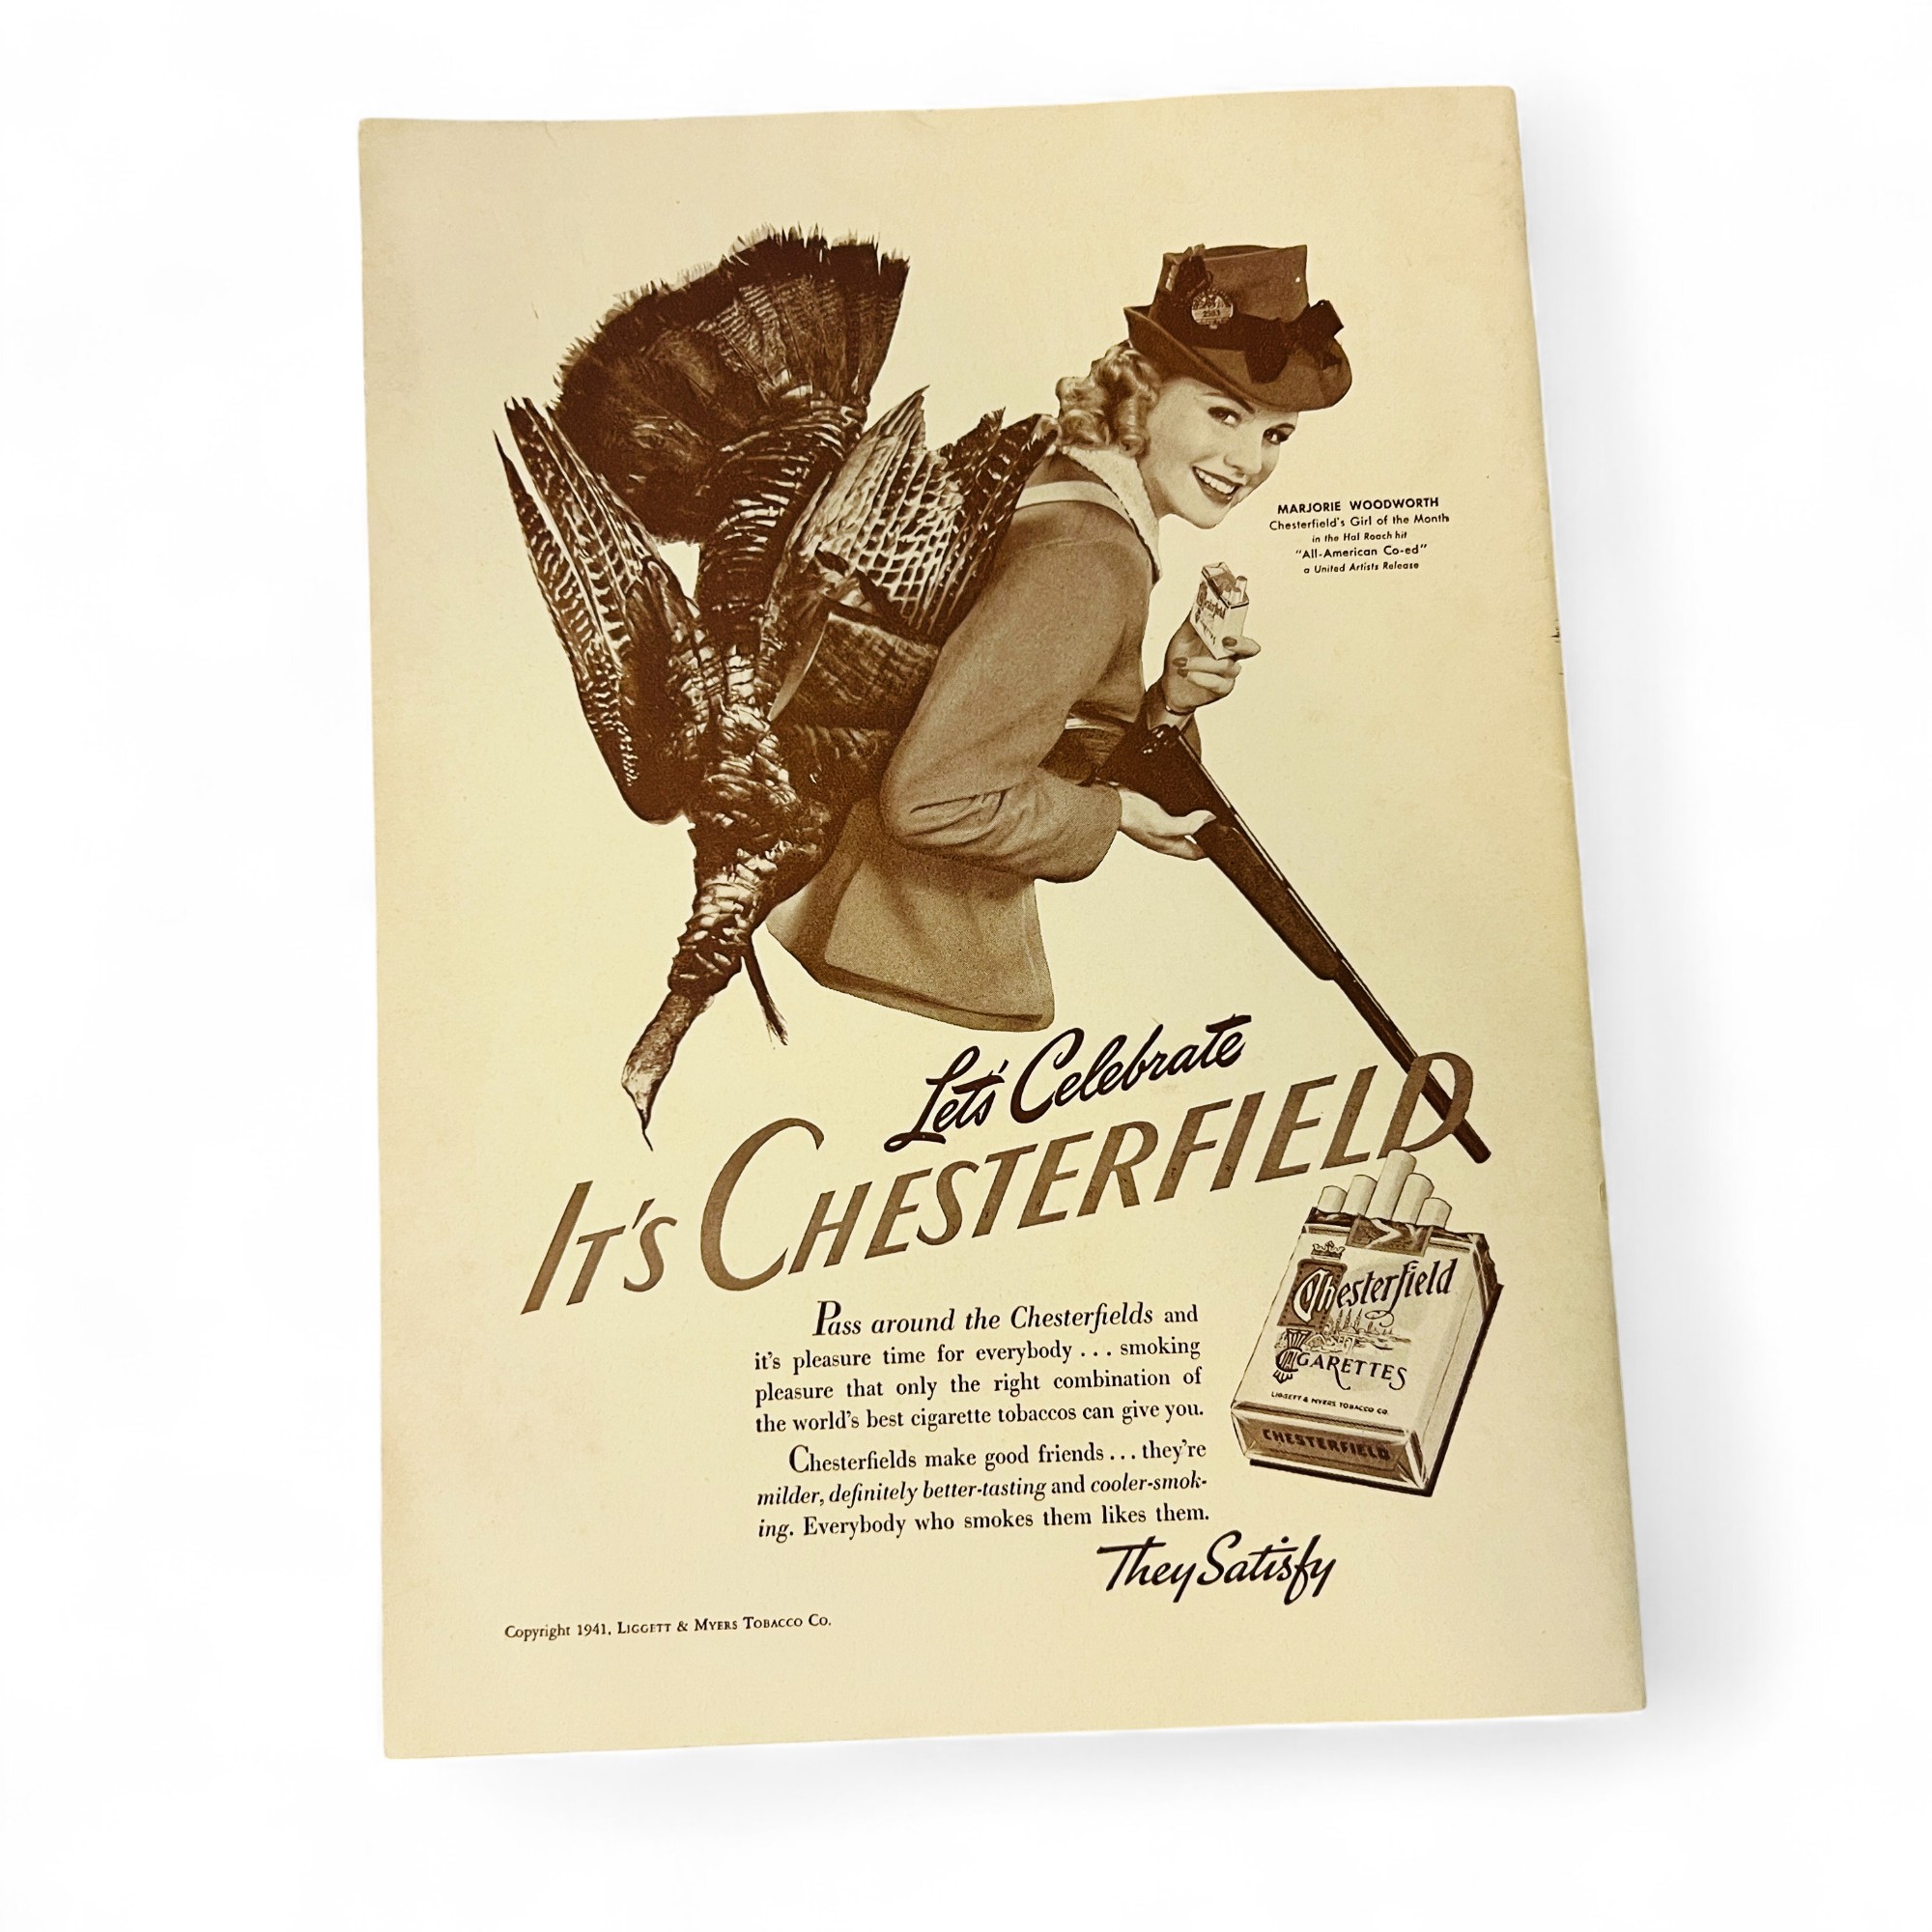 MARJORIE WOODWORTH
Chesterfield's Girl of the Month
in the Hal Roach hit
"All-American Co-ed"
a United Artists Release
Let's Celebrate
IT'S CHESTERFIELD
Pass around the Chesterfields and
it's pleasure time for everybody . . . smoking
pleasure that only the right combination of
the world's best cigarette tobaccos can give you.
Chesterfields make good friends . . . they're
milder, definitely better-tasting and cooler-smok-
ing. Everybody who smokes them likes them.
They Satisfy
Chesterfield
CIGARETTES
LIGGETT & MYERS TOBACCO CO.
CHESTERFIELD
Copyright 1941, LIGGETT & MYERS TOBACCO CO.